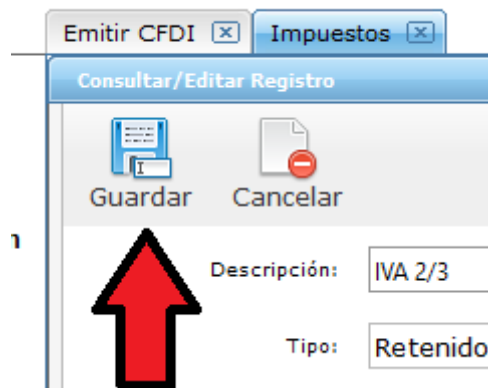 Emitir CFDI Impuestos
Consultar/Editar Registro
Guardar Cancelar
n
Descripción: IVA 2/3
Tipo: Retenido